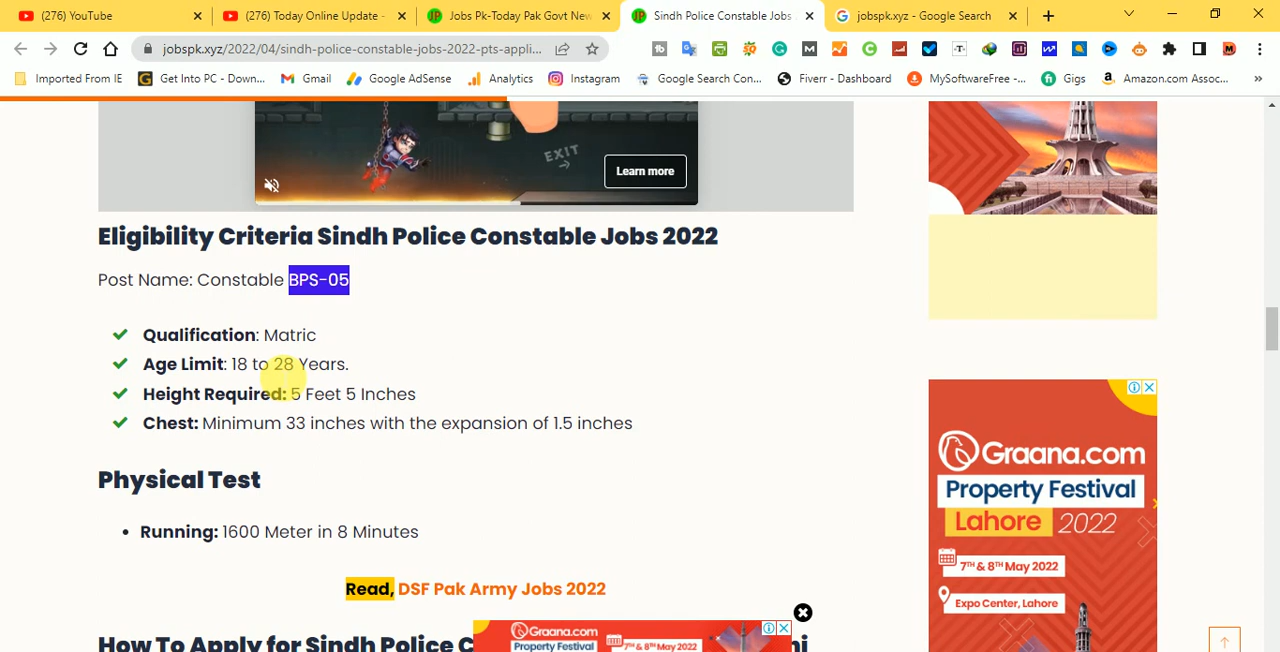 (276) YouTube
(276) Today Online Update -
Jobs Pk-Today Pak Govt New
Sindh Police Constable Jobs
jobspk.xyz - Google Search
jobspk.xyz/2022/04/sindh-police-constable-jobs-2022-pts-appli...
Imported From IE
Get Into PC - Down...
Gmail
Google AdSense
Analytics
Instagram
Google Search Con...
Fiverr - Dashboard
MySoftwareFree -...
Gigs
Amazon.com Assoc...
EXIT
Learn more
Eligibility Criteria Sindh Police Constable Jobs 2022
Post Name: Constable BPS-05
Qualification: Matric
Age Limit: 18 to 28 Years.
Height Required: 5 Feet 5 Inches
Chest: Minimum 33 inches with the expansion of 1.5 inches
Physical Test
Running: 1600 Meter in 8 Minutes
Read, DSF Pak Army Jobs 2022
How To Apply for Sindh Police C
Graana.com
Property Festival
7TH & 8TH May 2022
Graana.com
Property Festival
Lahore 2022
7TH & 8TH May 2022
Expo Center, Lahore